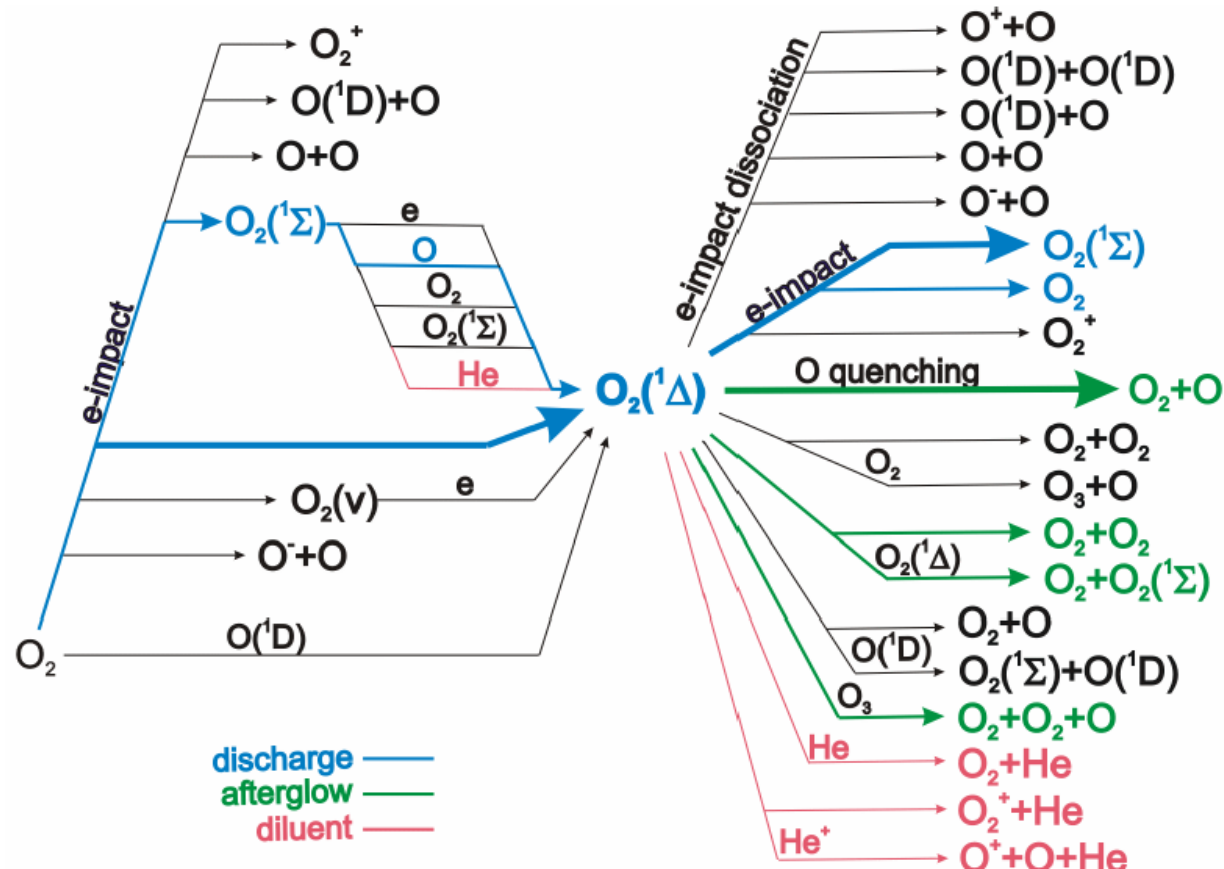 O₂⁺
O(¹D)+O
O+O
O₂(¹Σ)
e
O
O₂
O₂(¹Σ)
He
e-impact
O₂(v)
e
O⁻+O
O₂
O(¹D)
O₂(¹Δ)
e-impact dissociation
O⁺+O
O(¹D)+O(¹D)
O(¹D)+O
O+O
O⁻+O
e-impact
O₂(¹Σ)
O₂
O₂⁺
O quenching
O₂+O
O₂
O₂+O₂
O₃+O
O₂(¹Δ)
O₂+O₂
O₂+O₂(¹Σ)
O(¹D)
O₂+O
O₂(¹Σ)+O(¹D)
O₃
O₂+O₂+O
He
O₂+He
He⁺
O₂⁺+He
O⁺+O+He
discharge
afterglow
diluent